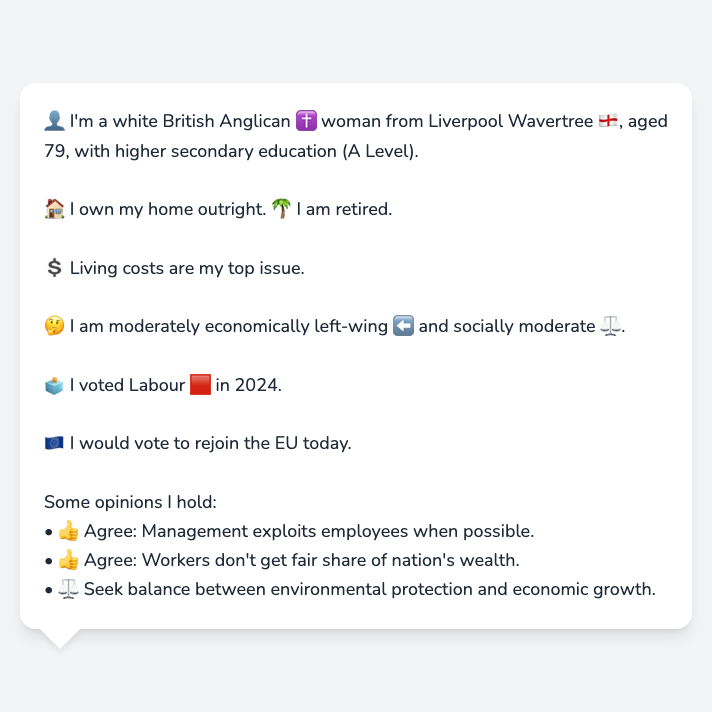 👤 I'm a white British Anglican ✝️ woman from Liverpool Wavertree 🏴󠁧󠁢󠁥󠁮󠁧󠁿, aged
79, with higher secondary education (A Level).
🏠 I own my home outright. 🌴 I am retired.
💲 Living costs are my top issue.
🤔 I am moderately economically left-wing ⬅️ and socially moderate ⚖️.
🗳️ I voted Labour 🟥 in 2024.
🇪🇺 I would vote to rejoin the EU today.
Some opinions I hold:
• 👍 Agree: Management exploits employees when possible.
• 👍 Agree: Workers don't get fair share of nation's wealth.
• ⚖️ Seek balance between environmental protection and economic growth.